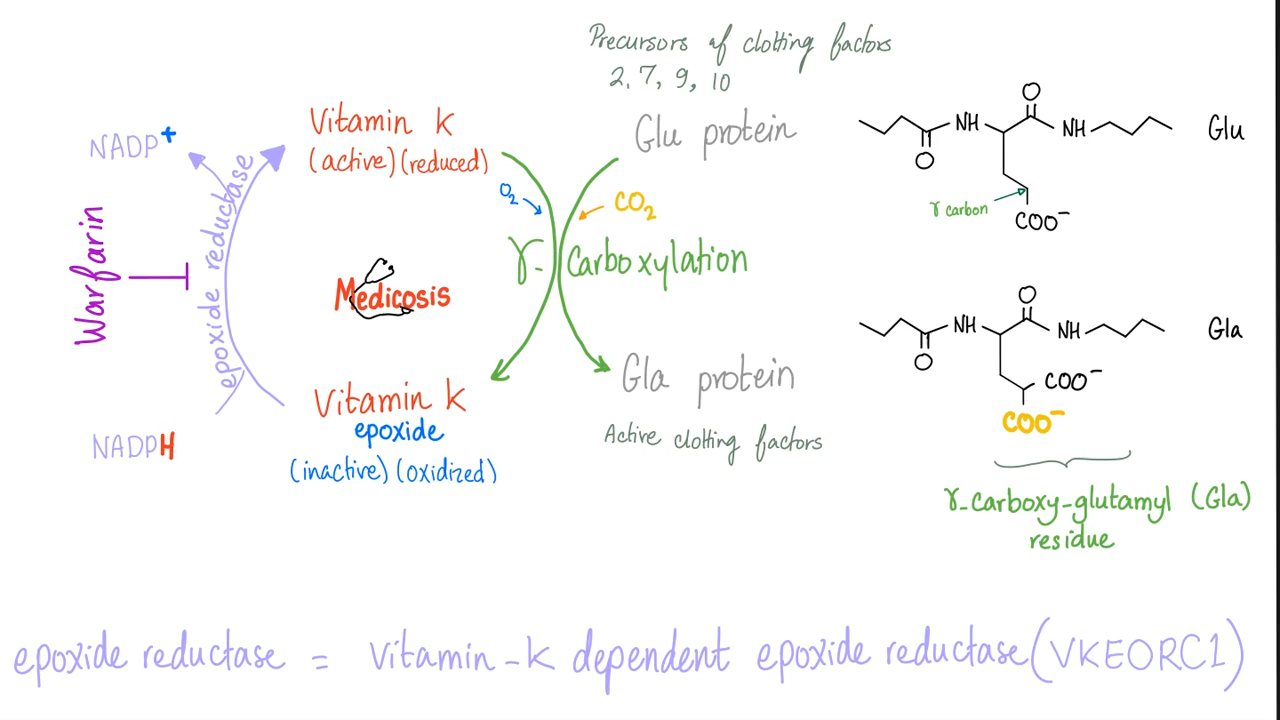 Precursors of clotting factors
2, 7, 9, 10
NADP+
Vitamin K
(active) (reduced)
Glu protein
O2
CO2
epoxide reductase
Warfarin
γ-Carboxylation
Medicosis
Vitamin K
epoxide
(inactive) (oxidized)
NADPH
Gla protein
Active clotting factors
O
NH
NH
O
Glu
γ carbon
COO⁻
O
NH
NH
O
Gla
COO⁻
COO⁻
γ-carboxy-glutamyl (Gla)
residue
epoxide reductase = vitamin-K dependent epoxide reductase (VKEORC1)